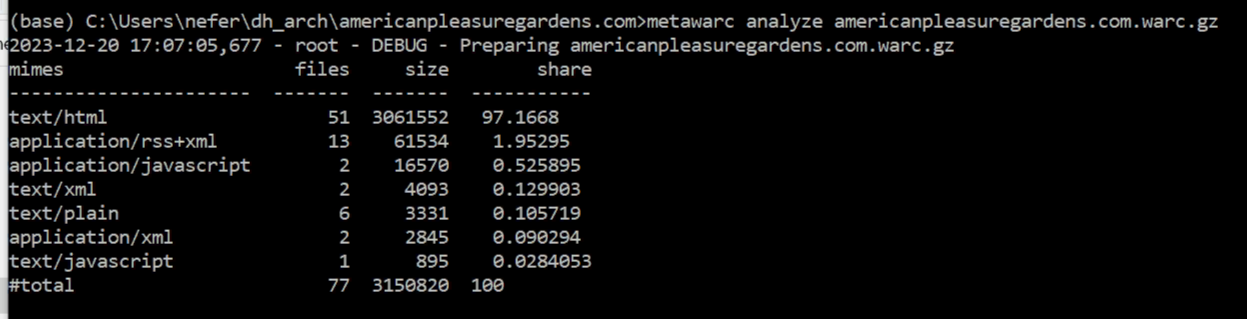 (base) C:\Users\nefer\dh_arch\americanpleasuregardens.com>metawarc analyze americanpleasuregardens.com.warc.gz
2023-12-20 17:07:05,677 - root - DEBUG - Preparing americanpleasuregardens.com.warc.gz
mimes                     files     size        share
----------------------  -------  -------  -----------
text/html                    51  3061552   97.1668
application/rss+xml          13    61534    1.95295
application/javascript        2    16570    0.525895
text/xml                      2     4093    0.129903
text/plain                    6     3331    0.105719
application/xml               2     2845    0.090294
text/javascript               1      895    0.0284053
#total                       77  3150820  100